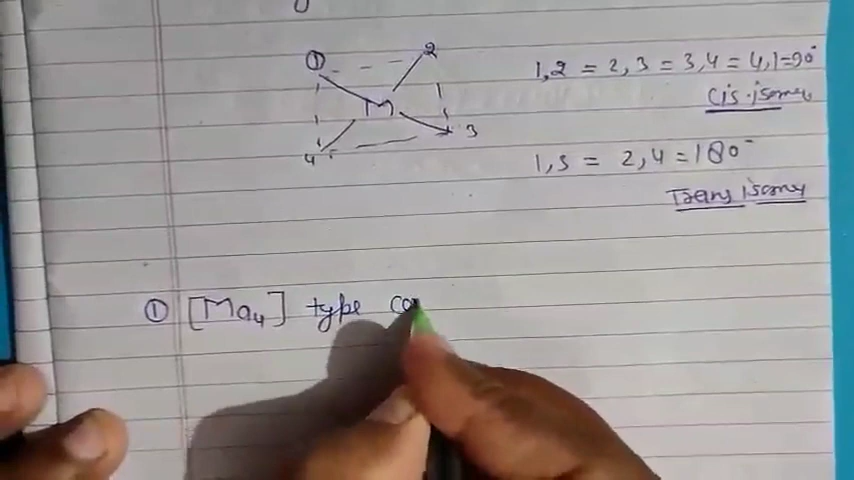 ① 2
M
4 3
1,2 = 2,3 = 3,4 = 4,1 = 90°
Cis isomer
1,3 = 2,4 = 180°
Trans isomer
① [Ma₄] type co